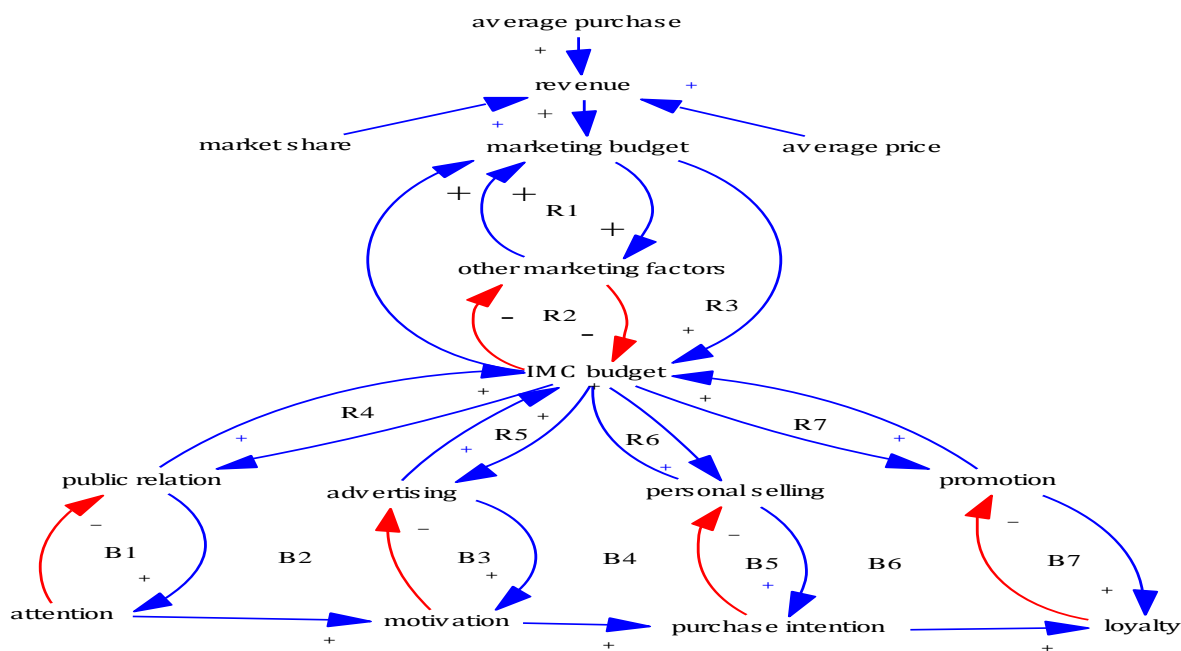 average purchase
+
revenue
+
+
+
market share
marketing budget
average price
+
+
R1
+
other marketing factors
-
R2
-
R3
+
IMC budget
+
+
+
+
R4
R5
R6
R7
+
+
+
+
public relation
advertising
personal selling
promotion
-
-
-
-
B1
B2
B3
B4
B5
B6
B7
+
+
+
+
attention
motivation
purchase intention
loyalty
+
+
+